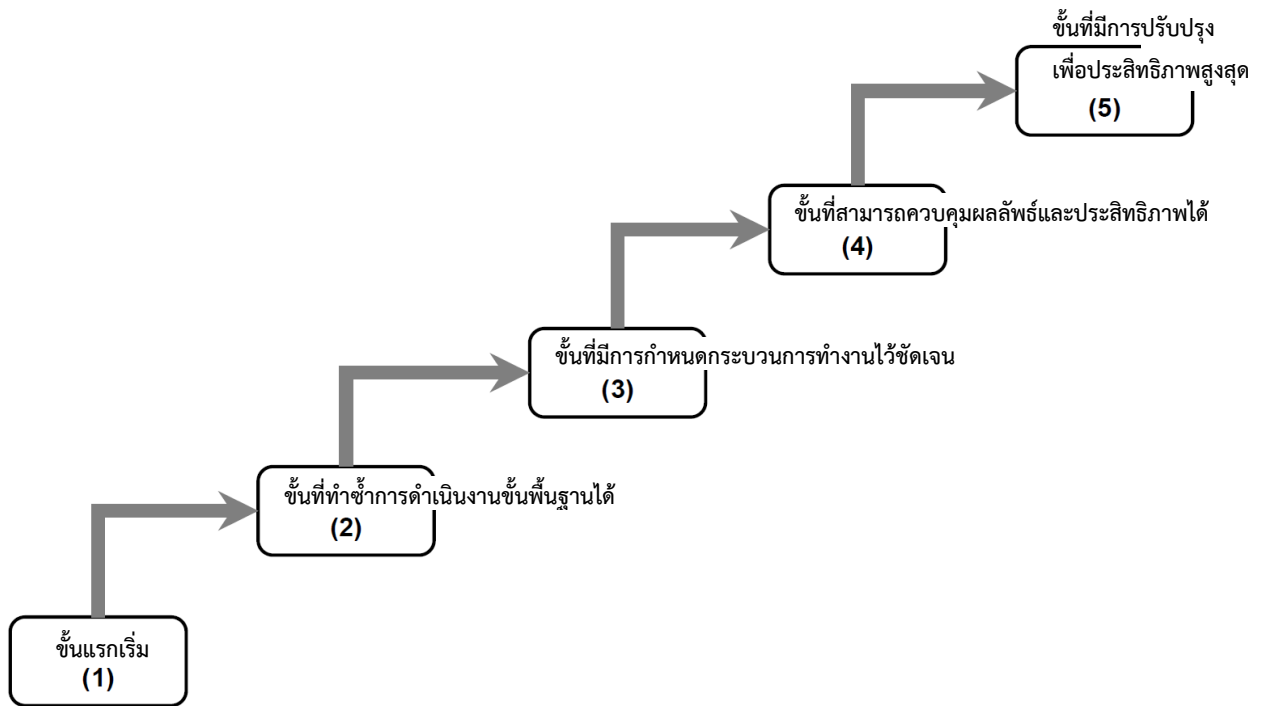 ขั้นที่มีการปรับปรุง
เพื่อประสิทธิภาพสูงสุด
(5)
ขั้นที่สามารถควบคุมผลลัพธ์และประสิทธิภาพได้
(4)
ขั้นที่มีการกำหนดกระบวนการทำงานไว้ชัดเจน
(3)
ขั้นที่ทำซ้ำการดำเนินงานขั้นพื้นฐานได้
(2)
ขั้นแรกเริ่ม
(1)